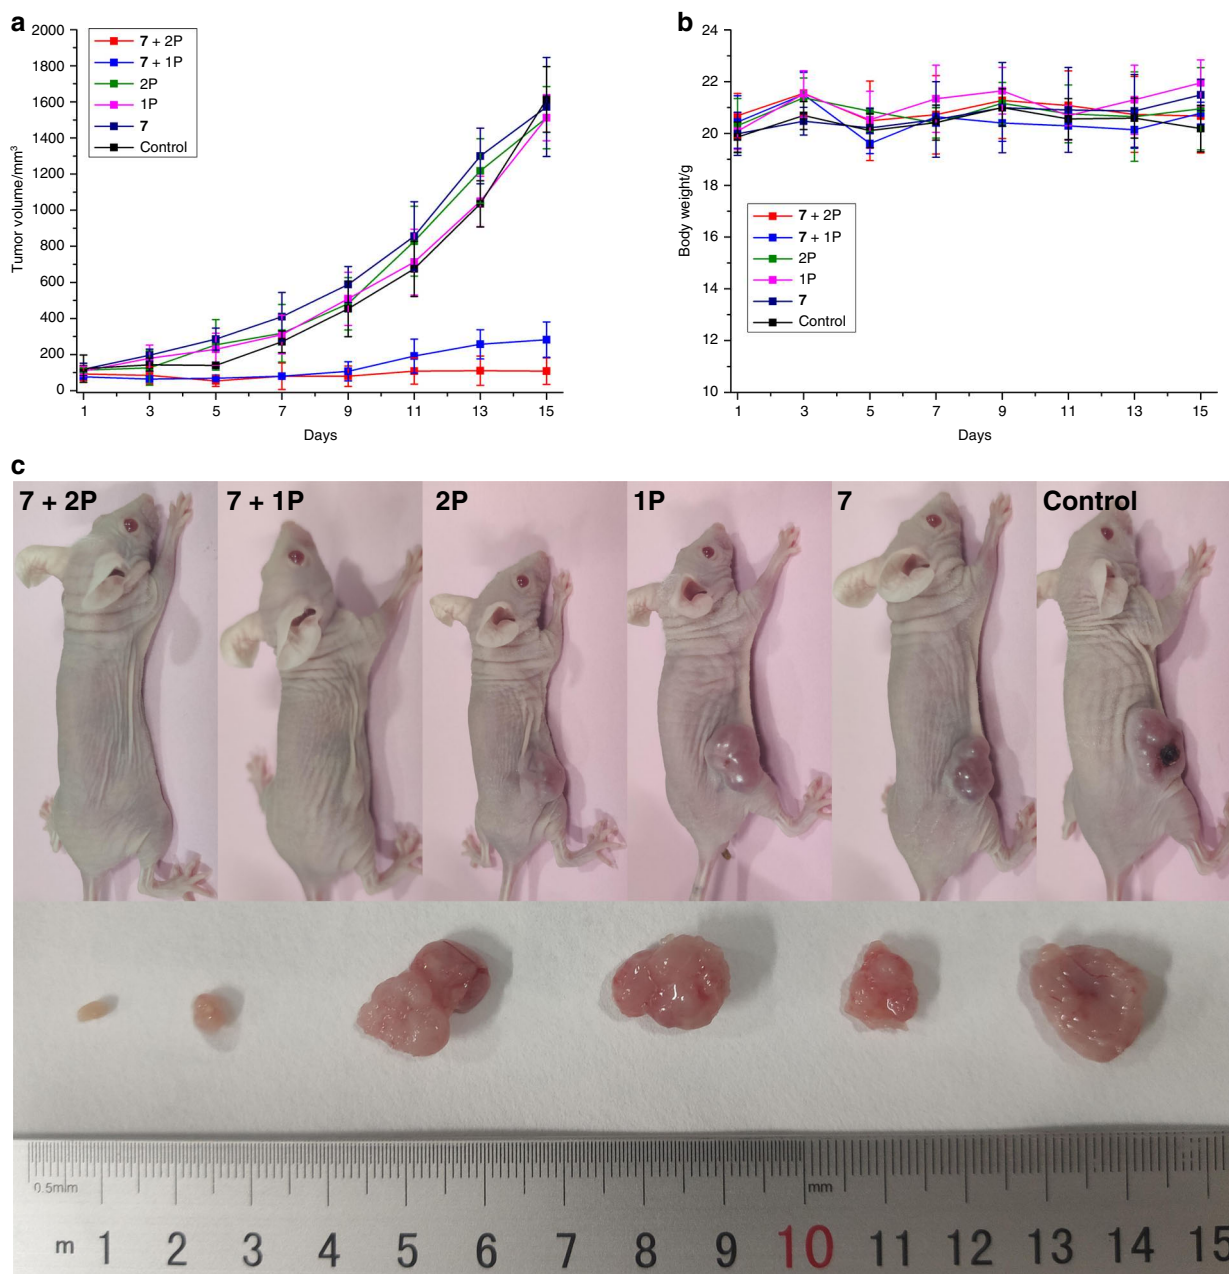 a
2000
1800
1600
1400
1200
1000
800
600
400
200
0
Tumor volume/mm³
7 + 2P
7 + 1P
2P
1P
7
Control
1 3 5 7 9 11 13 15
Days
b
24
22
20
18
16
14
12
10
Body weight/g
7 + 2P
7 + 1P
2P
1P
7
Control
1 3 5 7 9 11 13 15
Days
c
7 + 2P 7 + 1P 2P 1P 7 Control
0.5mm mm
m 1 2 3 4 5 6 7 8 9 10 11 12 13 14 15